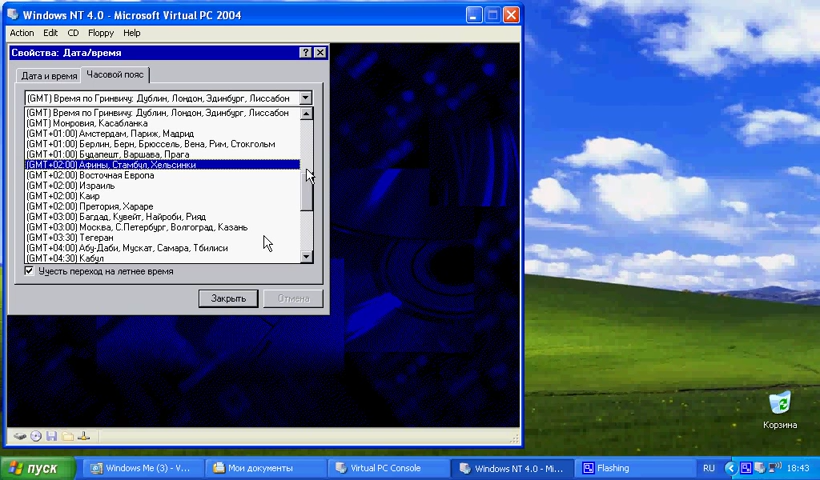 Windows NT 4.0 - Microsoft Virtual PC 2004
Action Edit CD Floppy Help
Свойства: Дата/время
Дата и время Часовой пояс
(GMT) Время по Гринвичу: Дублин, Лондон, Эдинбург, Лиссабон
(GMT) Время по Гринвичу: Дублин, Лондон, Эдинбург, Лиссабон
(GMT) Монровия, Касабланка
(GMT+01:00) Амстердам, Париж, Мадрид
(GMT+01:00) Берлин, Берн, Брюссель, Вена, Рим, Стокгольм
(GMT+01:00) Будапешт, Варшава, Прага
(GMT+02:00) Афины, Стамбул, Хельсинки
(GMT+02:00) Восточная Европа
(GMT+02:00) Израиль
(GMT+02:00) Каир
(GMT+02:00) Претория, Хараре
(GMT+03:00) Багдад, Кувейт, Найроби, Рияд
(GMT+03:00) Москва, С.Петербург, Волгоград, Казань
(GMT+03:30) Тегеран
(GMT+04:00) Абу-Даби, Мускат, Самара, Тбилиси
(GMT+04:30) Кабул
Учесть переход на летнее время
Закрыть Отмена
Корзина
пуск Windows Me (3) - V... Мои документы Virtual PC Console Windows NT 4.0 - Mi... Flashing RU 18:43